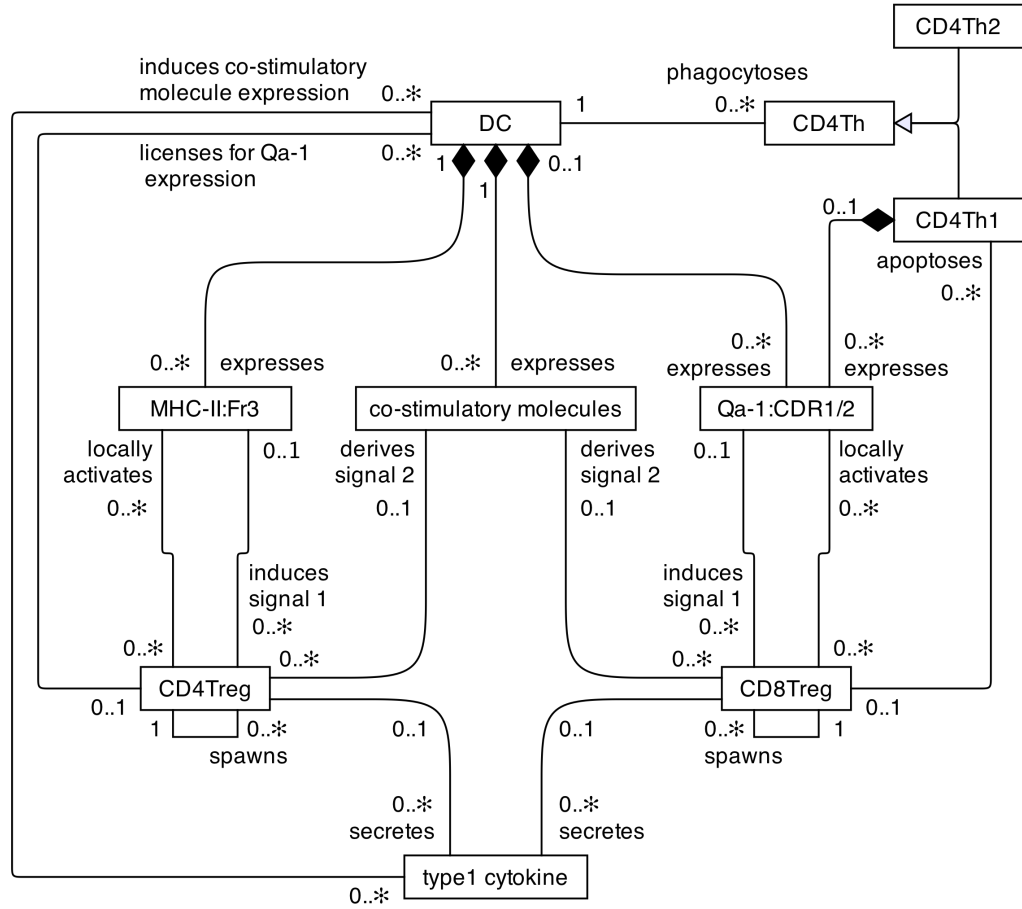 CD4Th2
induces co-stimulatory
molecule expression
0..*
phagocytoses
1
0..*
DC
CD4Th
licenses for Qa-1
expression
0..*
1
1
0..1
0..1
CD4Th1
apoptoses
0..*
0..*
expresses
0..*
expresses
0..*
expresses
0..*
expresses
MHC-II:Fr3
co-stimulatory molecules
Qa-1:CDR1/2
locally
activates
0..*
0..1
derives
signal 2
0..1
derives
signal 2
0..1
0..1
locally
activates
0..*
induces
signal 1
0..*
induces
signal 1
0..*
0..*
0..*
0..*
0..*
CD4Treg
CD8Treg
0..1
1
0..*
spawns
0..1
0..1
0..*
1
spawns
0..1
0..*
secretes
0..*
secretes
type1 cytokine
0..*